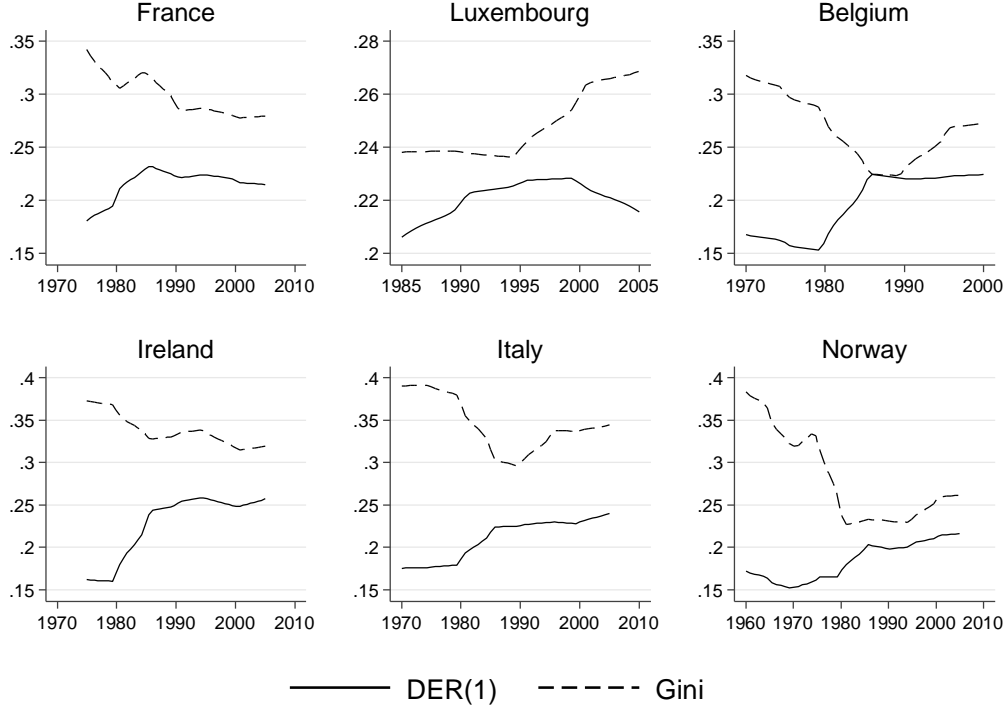 France
.35
.3
.25
.2
.15
1970 1980 1990 2000 2010
Luxembourg
.28
.26
.24
.22
.2
1985 1990 1995 2000 2005
Belgium
.35
.3
.25
.2
.15
1970 1980 1990 2000
Ireland
.4
.35
.3
.25
.2
.15
1970 1980 1990 2000 2010
Italy
.4
.35
.3
.25
.2
.15
1970 1980 1990 2000 2010
Norway
.4
.35
.3
.25
.2
.15
1960 1970 1980 1990 2000 2010
DER(1) Gini